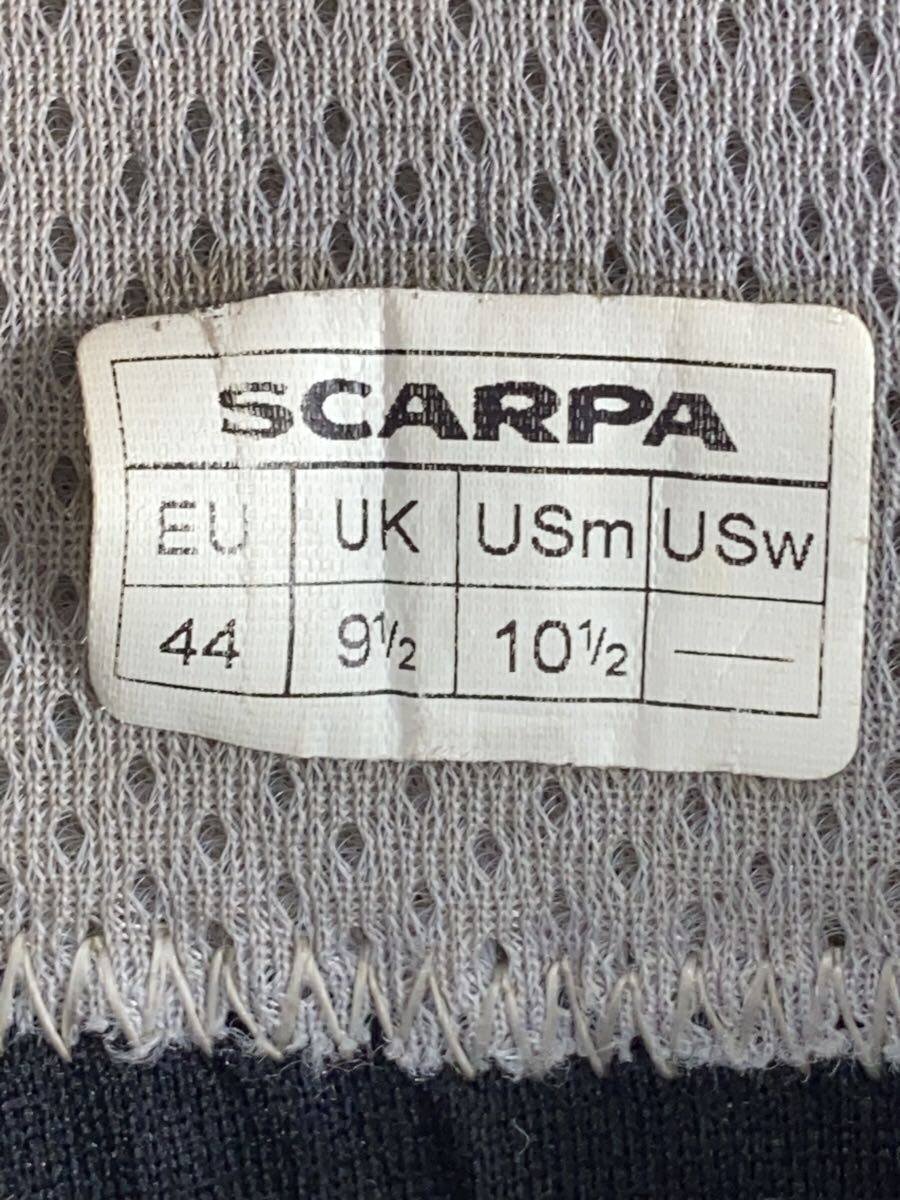 SCARPA
EU UK USm USw
44 9½ 10½ —